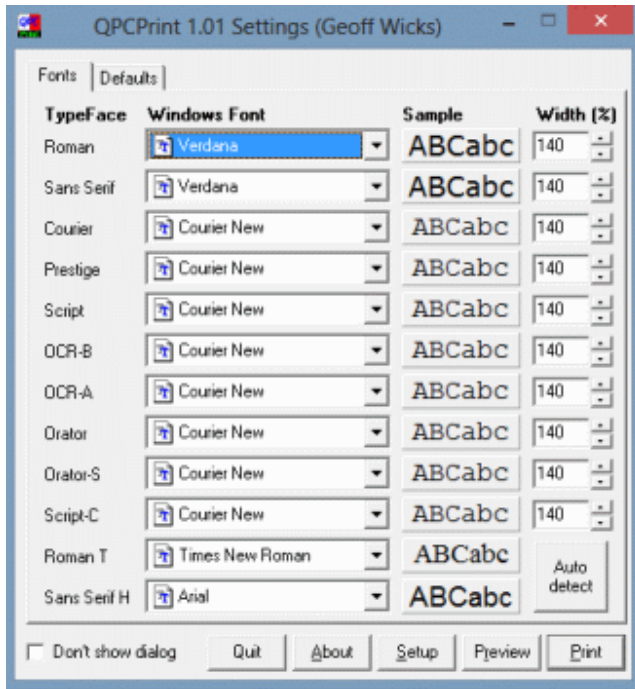 QPCPrint 1.01 Settings (Geoff Wicks)
Fonts Defaults
TypeFace Windows Font Sample Width (%)
Roman Verdana ABCabc 140
Sans Serif Verdana ABCabc 140
Courier Courier New ABCabc 140
Prestige Courier New ABCabc 140
Script Courier New ABCabc 140
OCR-B Courier New ABCabc 140
OCR-A Courier New ABCabc 140
Orator Courier New ABCabc 140
Orator-S Courier New ABCabc 140
Script-C Courier New ABCabc 140
Roman T Times New Roman ABCabc
Sans Serif H Arial ABCabc
Auto
detect
Don't show dialog Quit About Setup Preview Print